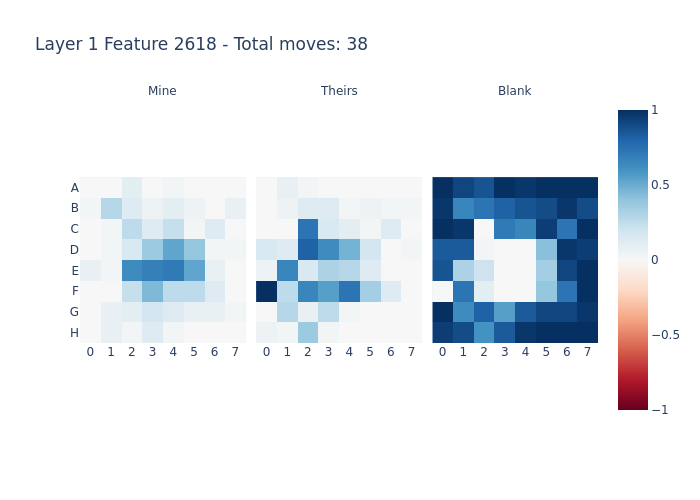 Layer 1 Feature 2618 - Total moves: 38
Mine Theirs Blank
A
B
C
D
E
F
G
H
0 1 2 3 4 5 6 7 0 1 2 3 4 5 6 7 0 1 2 3 4 5 6 7
1
0.5
0
−0.5
−1